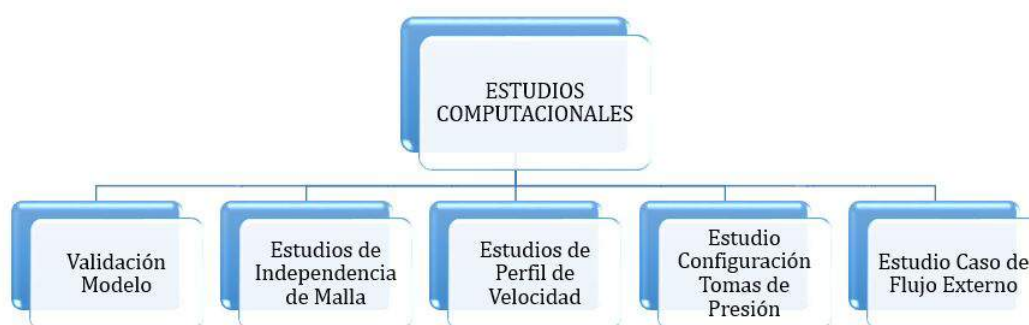 ESTUDIOS
COMPUTACIONALES
Validación
Modelo
Estudios de
Independencia
de Malla
Estudios de
Perfil de
Velocidad
Estudio
Configuración
Tomas de
Presión
Estudio Caso de
Flujo Externo